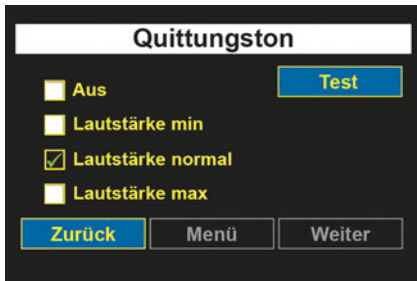 Quittungston
Aus
Test
Lautstärke min
Lautstärke normal
Lautstärke max
Zurück
Menü
Weiter